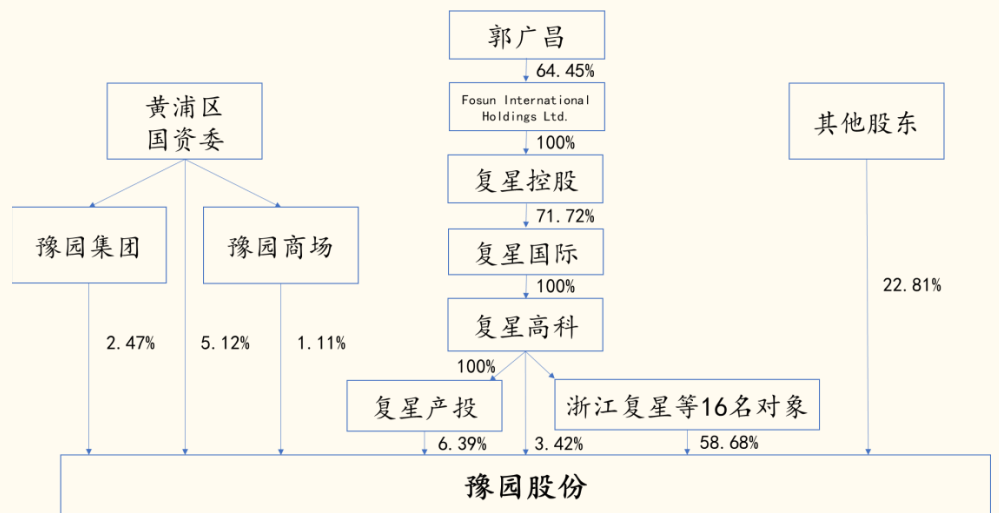 郭广昌
64.45%
黄浦区
国资委
Fosun International
Holdings Ltd.
其他股东
100%
复星控股
71.72%
豫园集团
豫园商场
复星国际
100%
22.81%
复星高科
2.47%
5.12%
1.11%
100%
复星产投
浙江复星等16名对象
6.39%
3.42%
58.68%
豫园股份